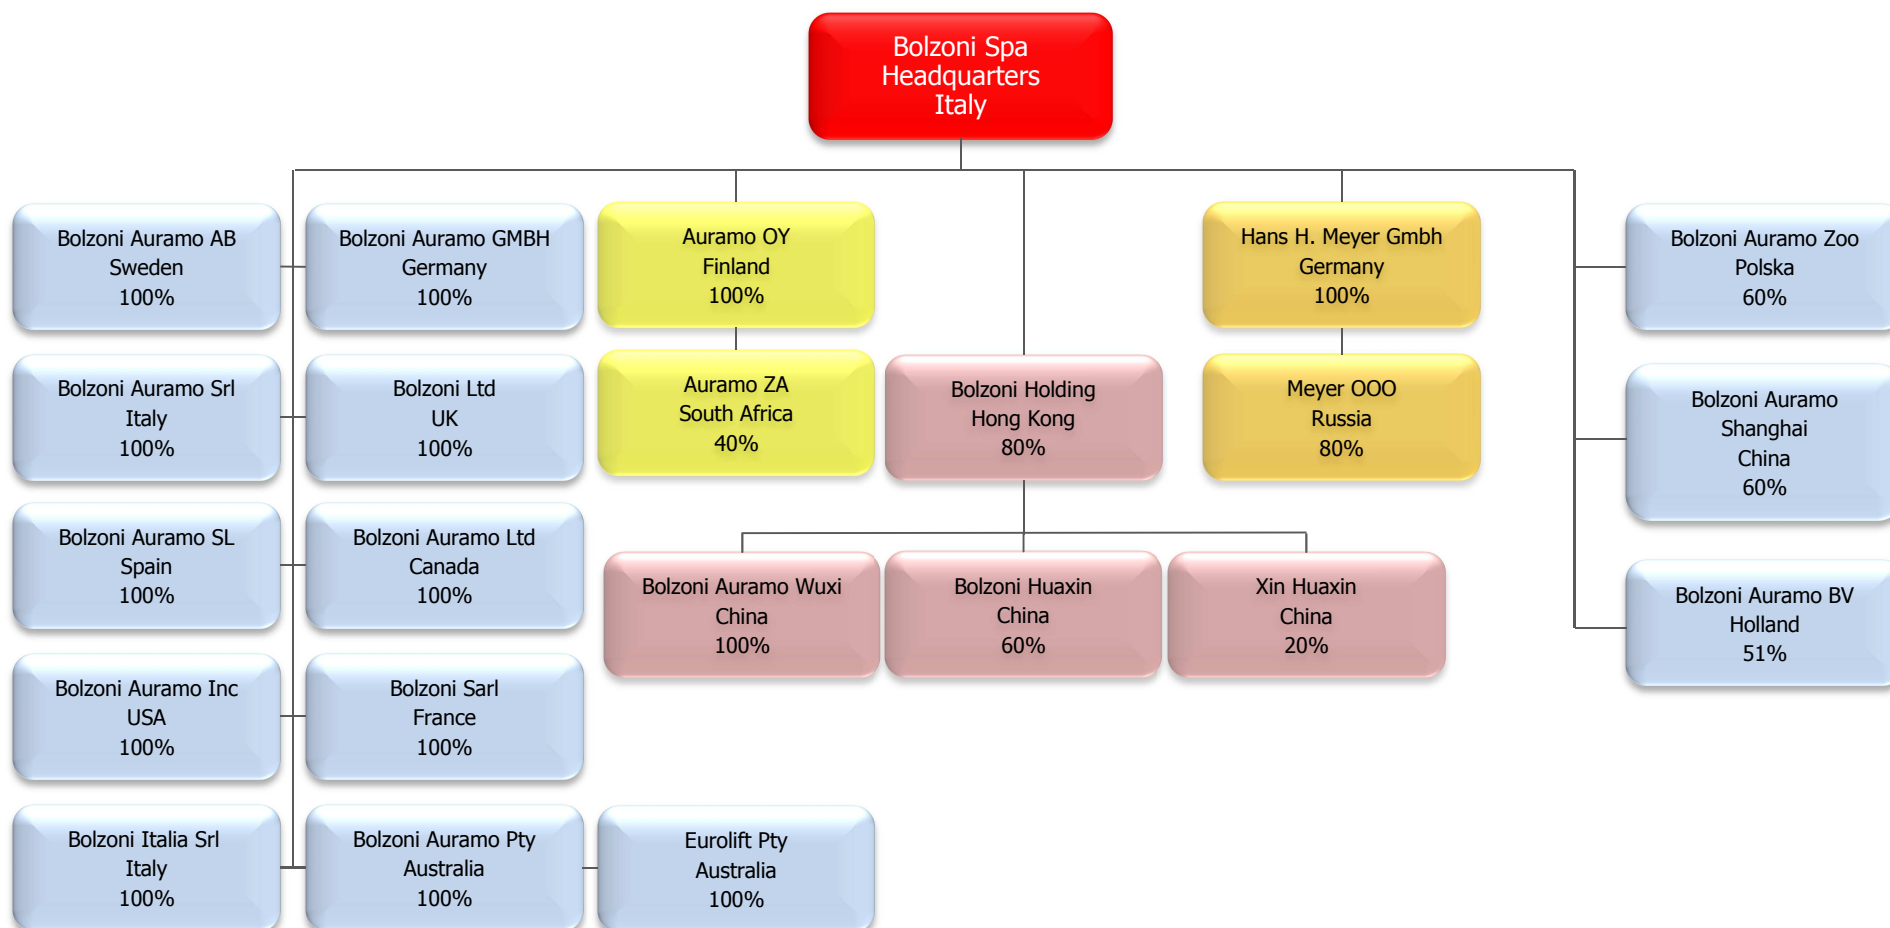 Bolzoni Spa
Headquarters
Italy
Bolzoni Auramo AB
Sweden
100%
Bolzoni Auramo GMBH
Germany
100%
Auramo OY
Finland
100%
Hans H. Meyer Gmbh
Germany
100%
Bolzoni Auramo Zoo
Polska
60%
Bolzoni Auramo Srl
Italy
100%
Bolzoni Ltd
UK
100%
Auramo ZA
South Africa
40%
Bolzoni Holding
Hong Kong
80%
Meyer OOO
Russia
80%
Bolzoni Auramo
Shanghai
China
60%
Bolzoni Auramo SL
Spain
100%
Bolzoni Auramo Ltd
Canada
100%
Bolzoni Auramo Wuxi
China
100%
Bolzoni Huaxin
China
60%
Xin Huaxin
China
20%
Bolzoni Auramo BV
Holland
51%
Bolzoni Auramo Inc
USA
100%
Bolzoni Sarl
France
100%
Bolzoni Italia Srl
Italy
100%
Bolzoni Auramo Pty
Australia
100%
Eurolift Pty
Australia
100%